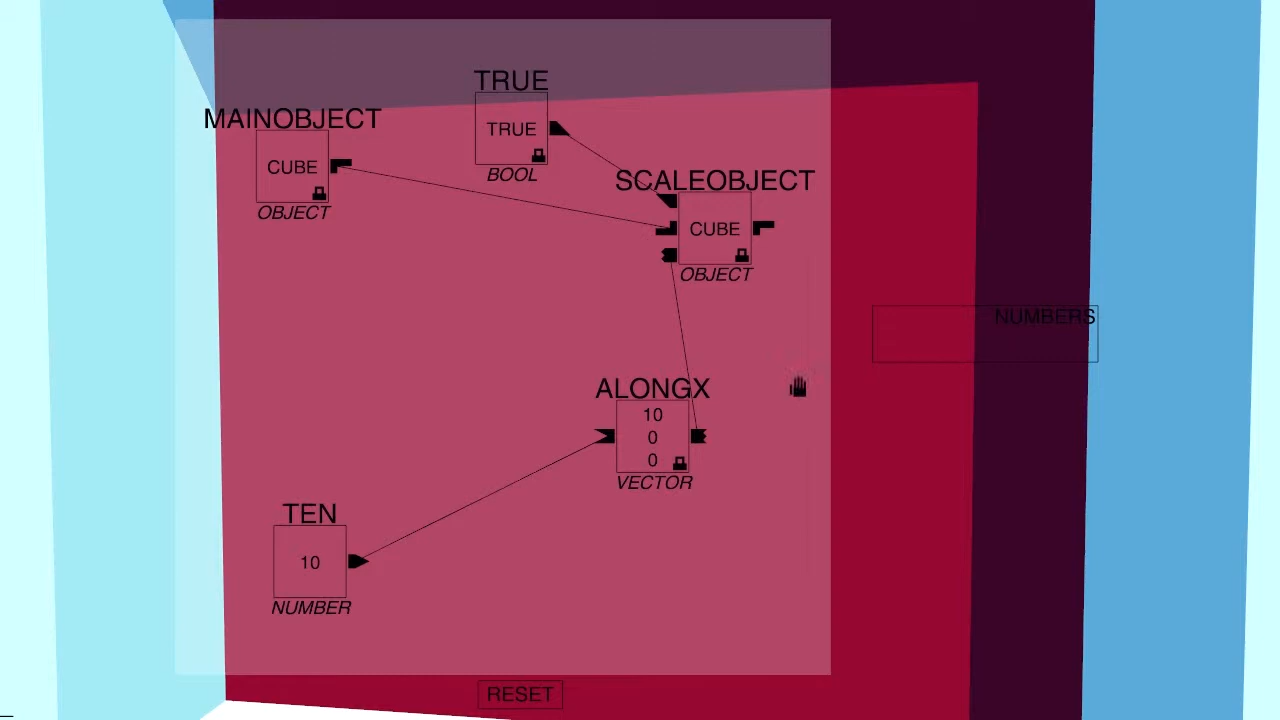 TRUE
TRUE
BOOL
MAINOBJECT
CUBE
OBJECT
SCALEOBJECT
CUBE
OBJECT
NUMBERS
ALONGX
10
0
0
VECTOR
TEN
10
NUMBER
RESET